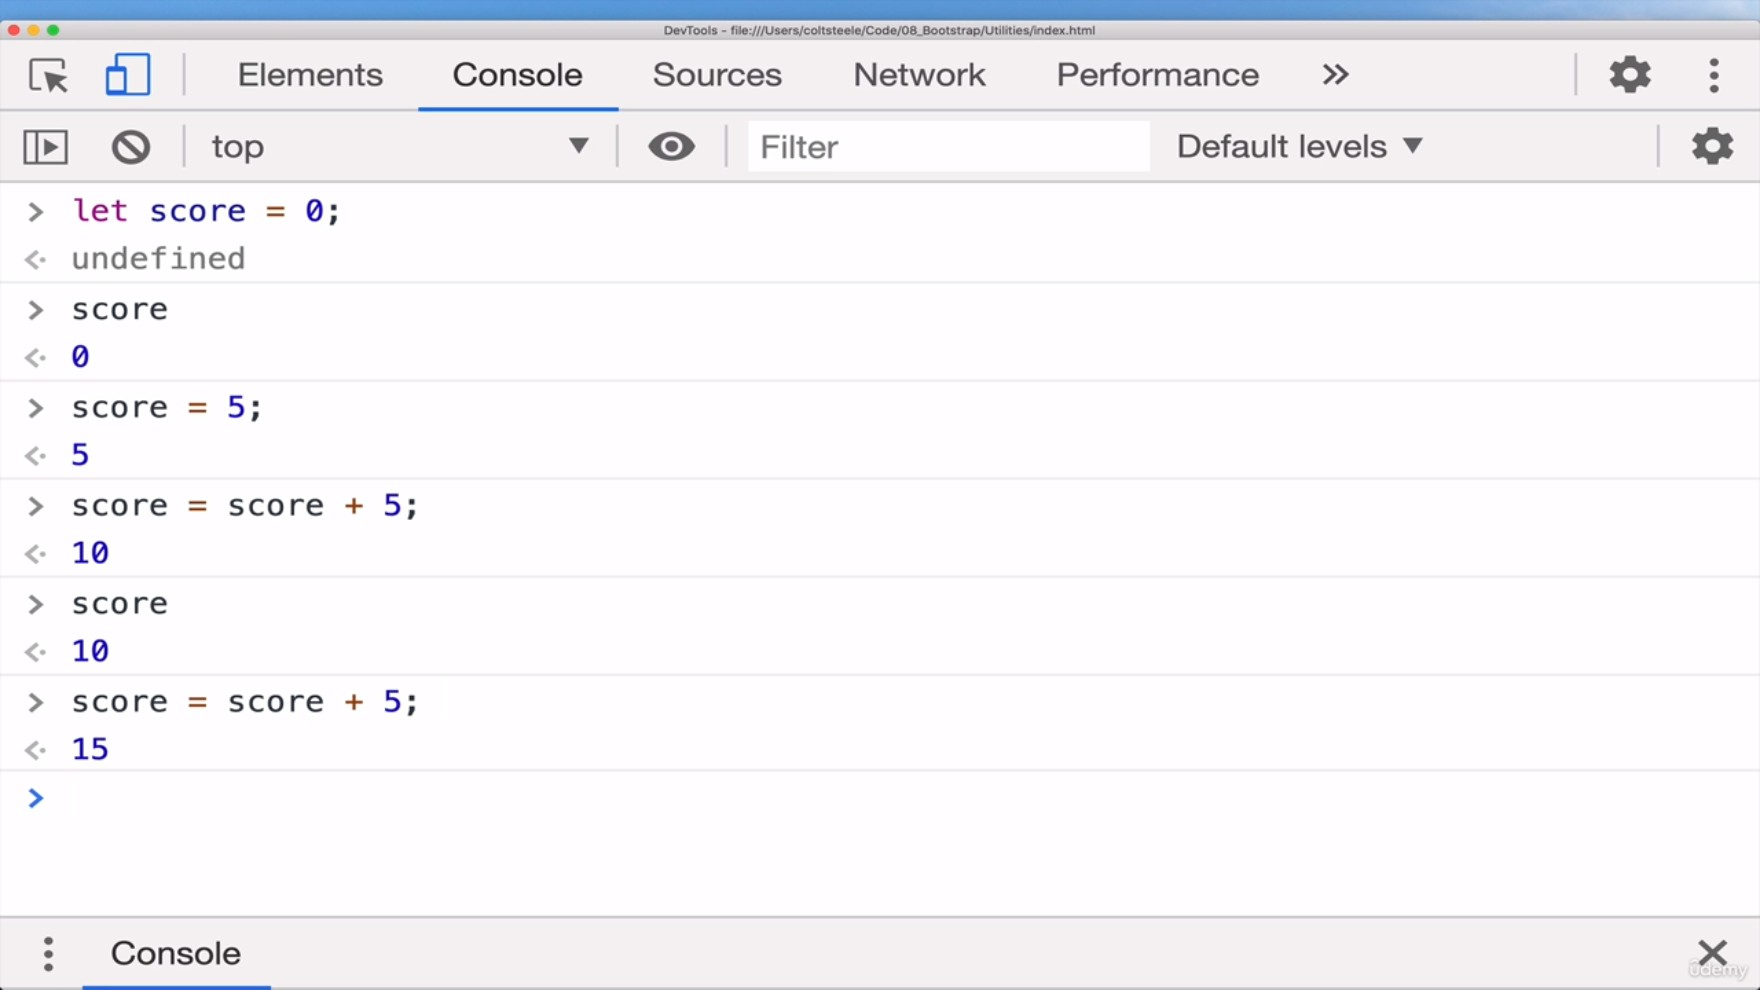 DevTools - file:///Users/coltsteele/Code/08_Bootstrap/Utilities/index.html
Elements Console Sources Network Performance »
top ▼ Filter Default levels ▼
> let score = 0;
<· undefined
> score
<· 0
> score = 5;
<· 5
> score = score + 5;
<· 10
> score
<· 10
> score = score + 5;
<· 15
>
Console
ûdemy